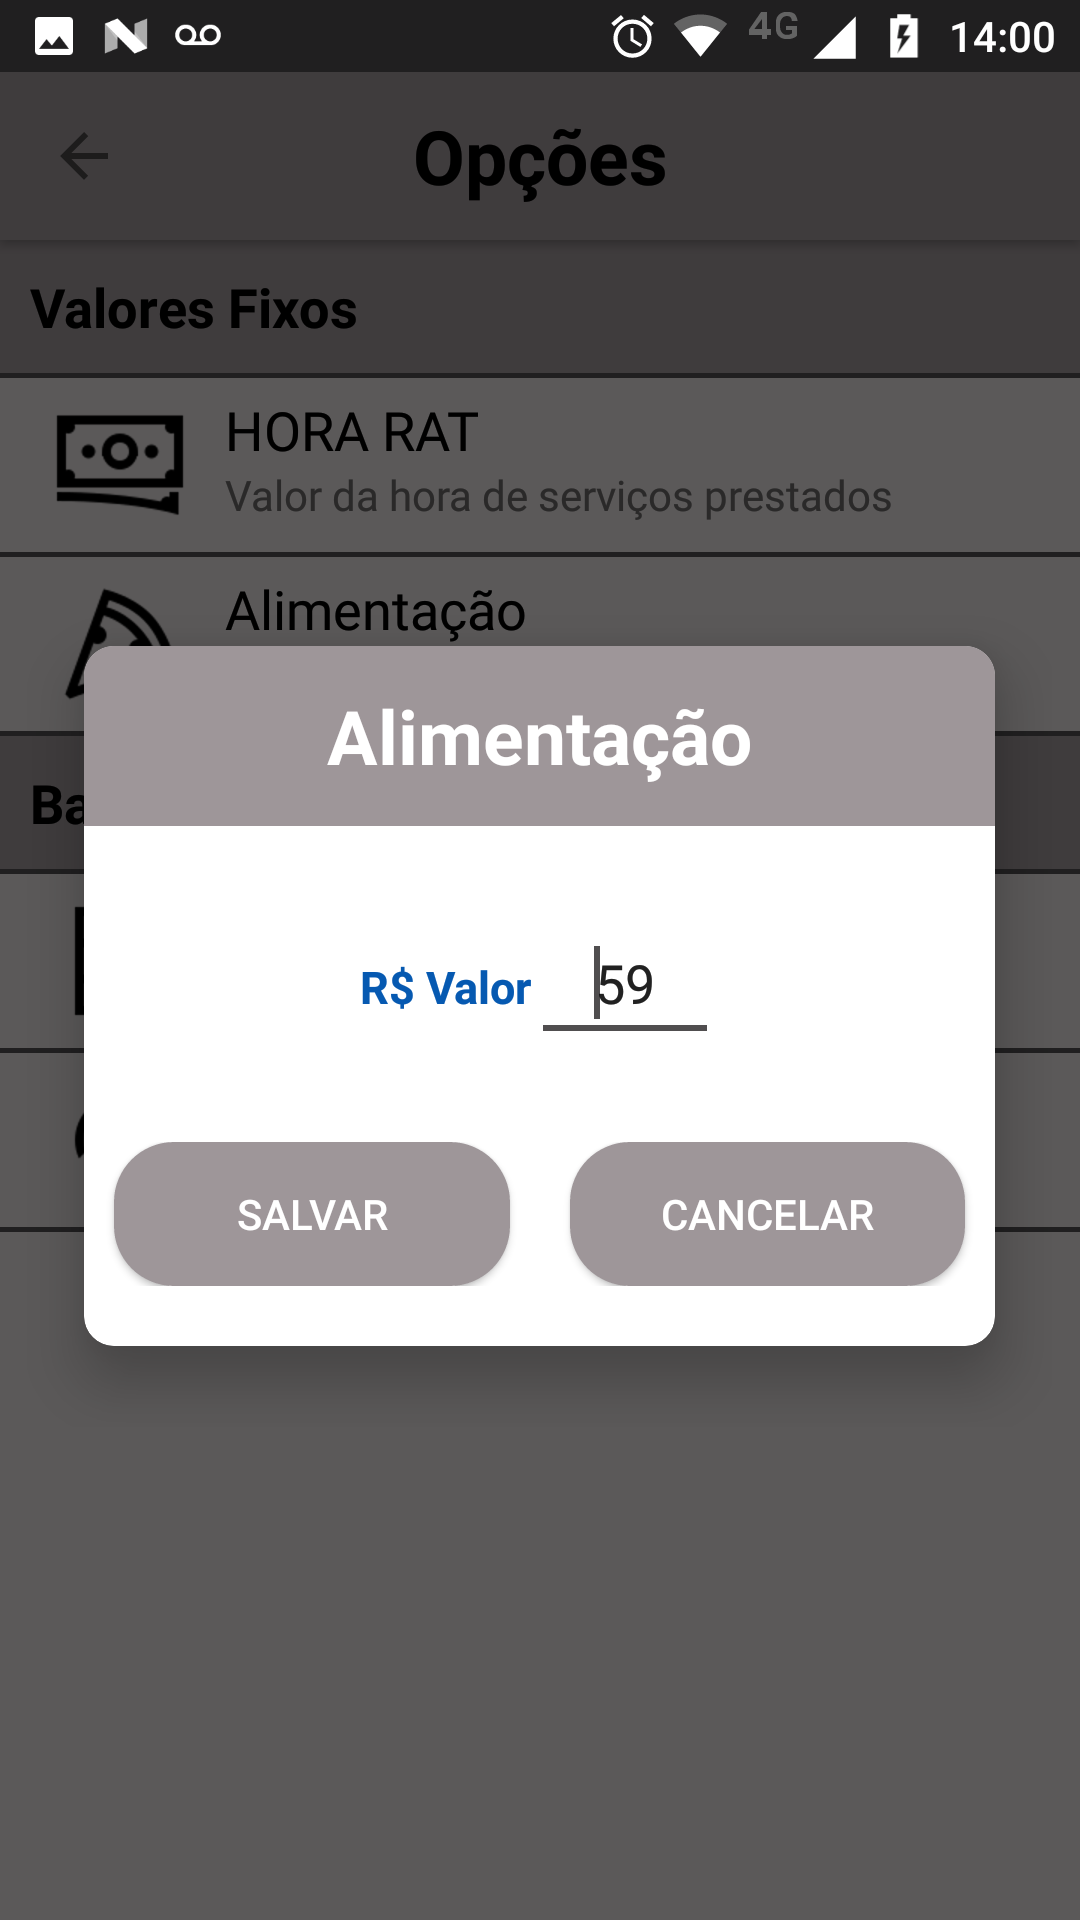 4G 14:00
Opções
Valores Fixos
HORA RAT
Valor da hora de serviços prestados
Alimentação
Alimentação
Ba
R$ Valor 59
SALVAR CANCELAR